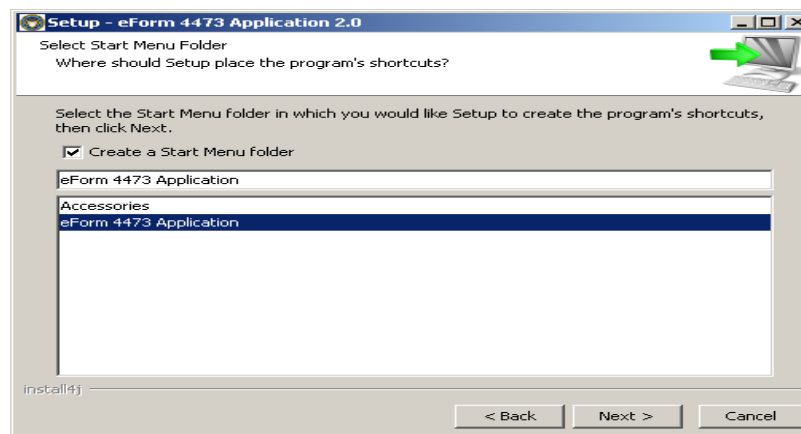 Setup - eForm 4473 Application 2.0
Select Start Menu Folder
Where should Setup place the program's shortcuts?
Select the Start Menu folder in which you would like Setup to create the program's shortcuts,
then click Next.
Create a Start Menu folder
eForm 4473 Application
Accessories
eForm 4473 Application
install4j
< Back Next > Cancel